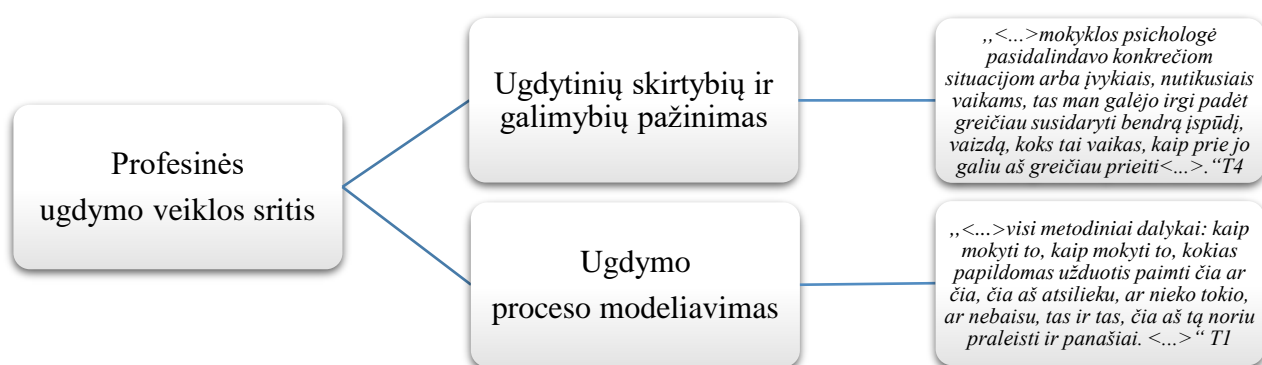 Profesinės
ugdymo veiklos sritis
Ugdytinių skirtybių ir
galimybių pažinimas
,,<...>mokyklos psichologė
pasidalindavo konkrečiom
situacijom arba įvykiais, nutikusiais
vaikams, tas man galėjo irgi padėt
greičiau susidaryti bendrą įspūdį,
vaizdą, koks tai vaikas, kaip prie jo
galiu aš greičiau prieiti<...>.“T4
Ugdymo
proceso modeliavimas
,,<...>visi metodiniai dalykai: kaip
mokyti to, kaip mokyti to, kokias
papildomas užduotis paimti čia ar
čia, čia aš atsilieku, ar nieko tokio,
ar nebaisu, tas ir tas, čia aš tą noriu
praleisti ir panašiai. <...>“ T1